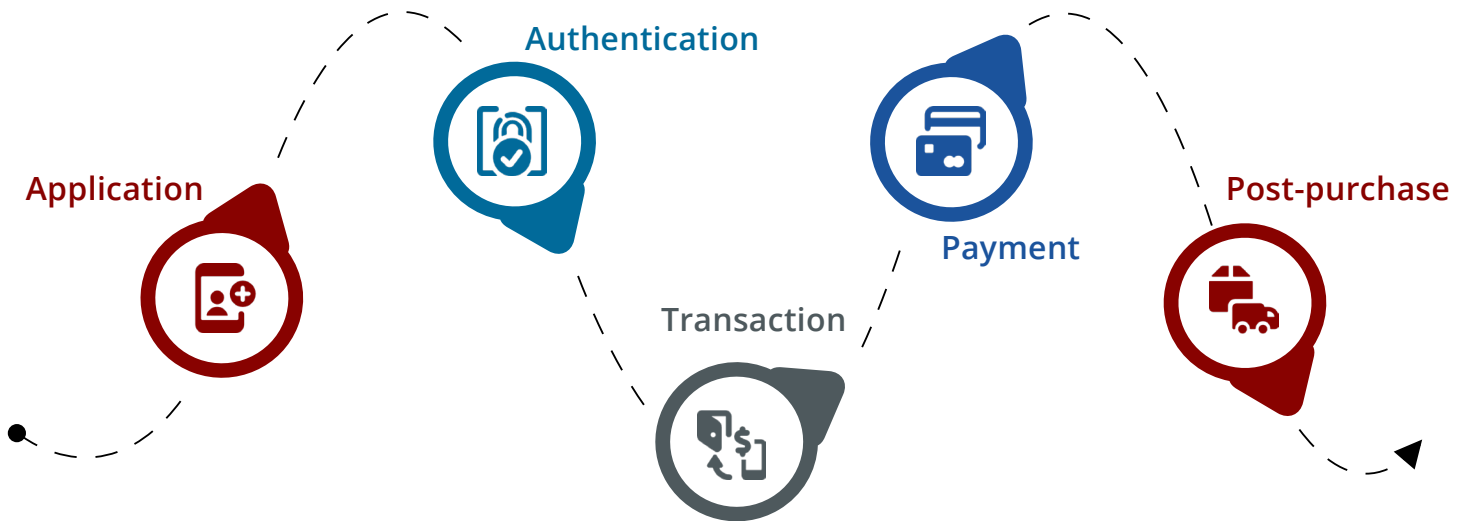 Application
Authentication
Transaction
Payment
Post-purchase